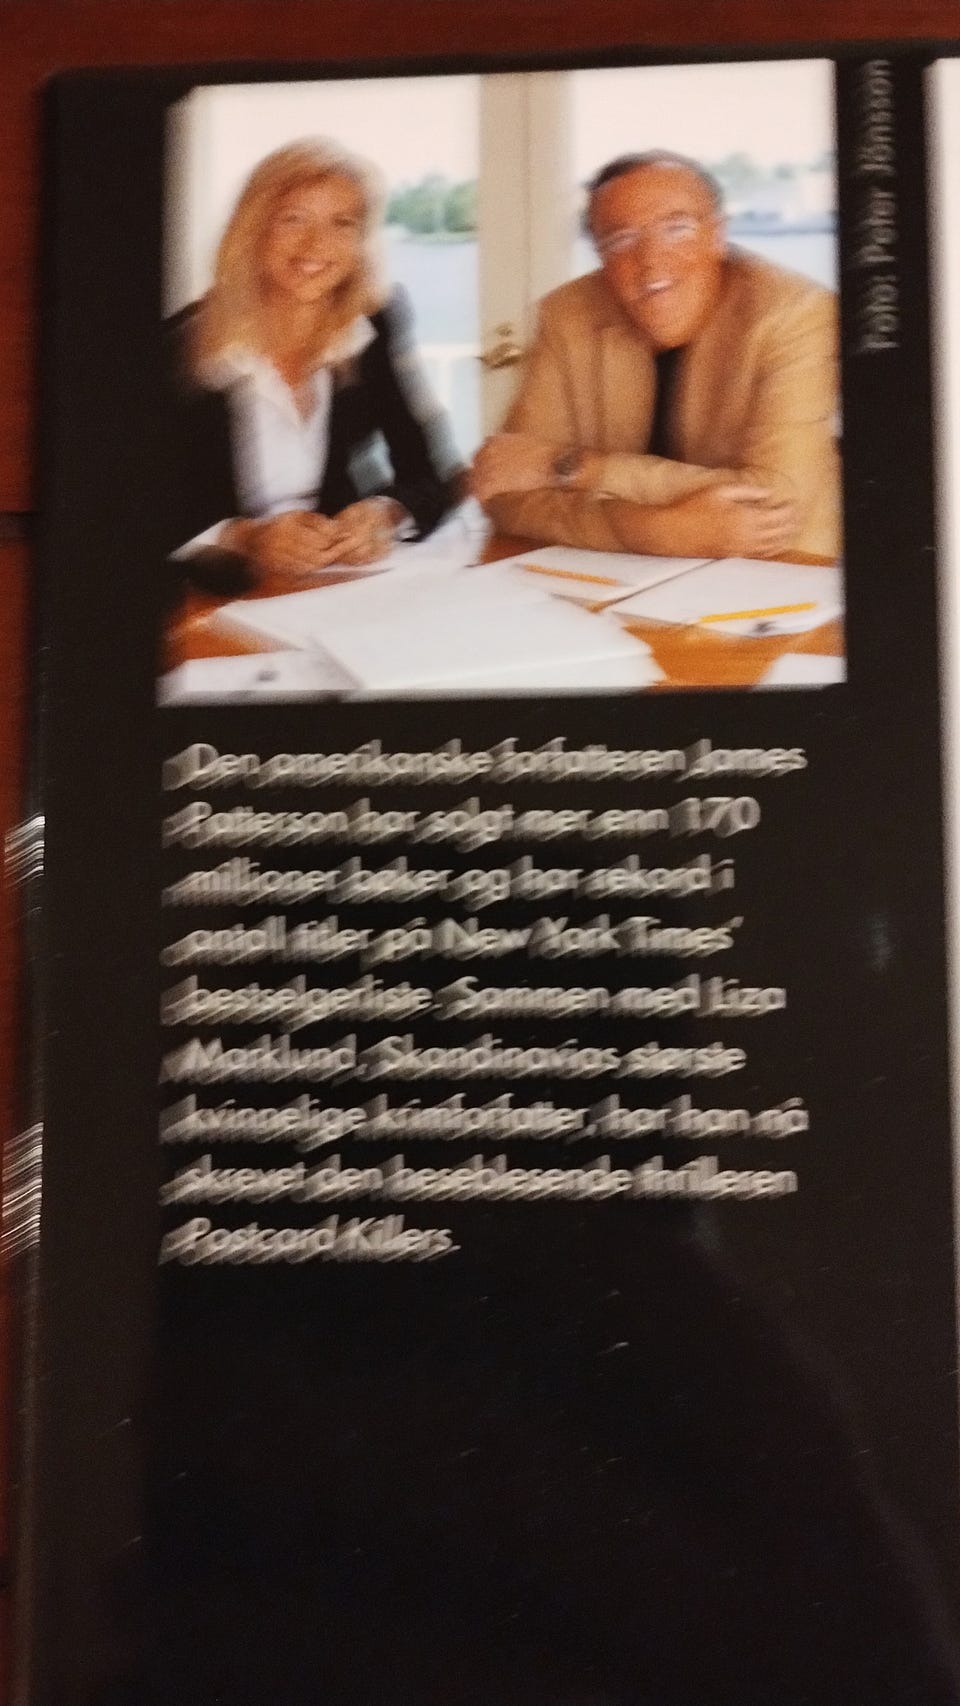 Foto: Peter Jönsson
Den amerikanske forfatteren James
Patterson har solgt mer enn 170
millioner bøker og har rekord i
antall titler på New York Times'
bestselgerliste. Sammen med Liza
Marklund, Skandinavias største
kvinnelige krimforfatter, har han nå
skrevet den heseblesende thrilleren
Postcard Killers.